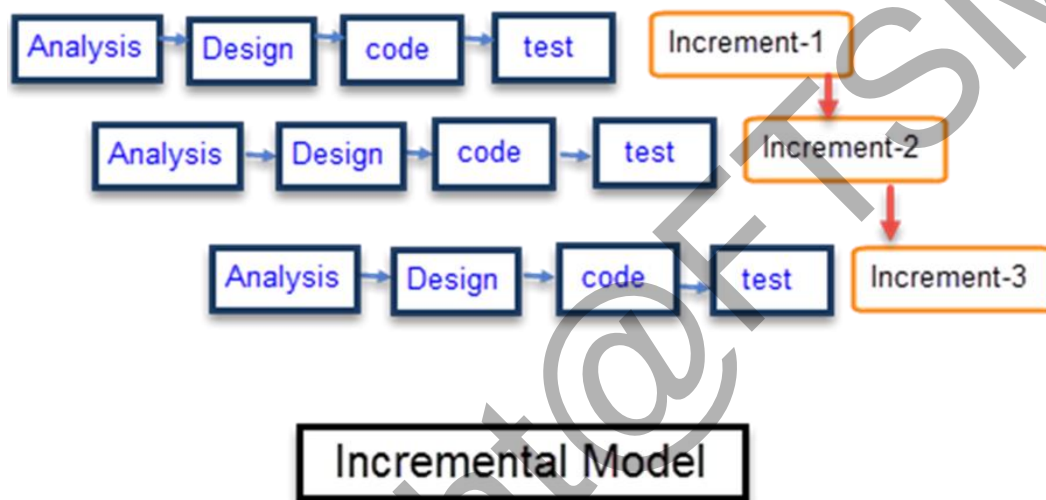 Analysis Design code test Increment-1
Analysis Design code test Increment-2
Analysis Design code test Increment-3
Incremental Model